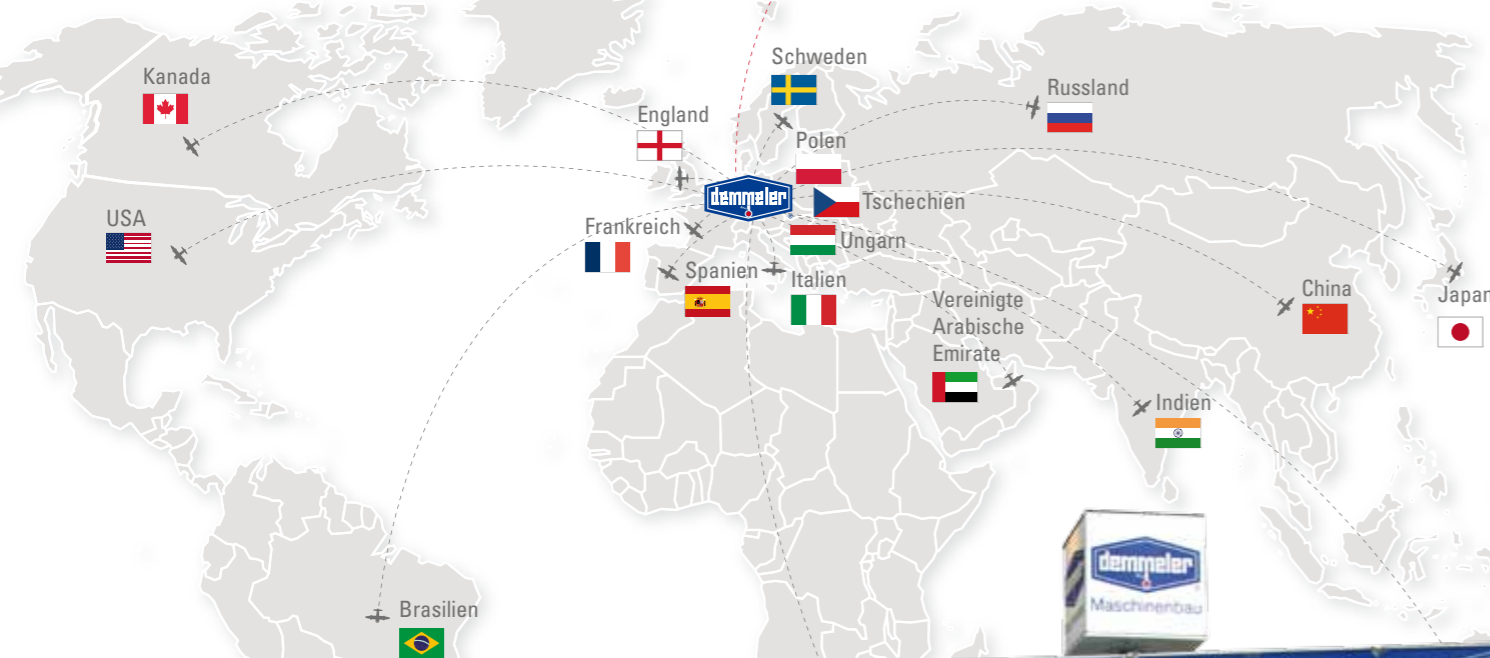 Schweden
Kanada
Russland
England
Polen
demmeler
Tschechien
USA
Frankreich
Ungarn
Spanien
Italien
China
Japan
Vereinigte
Arabische
Emirate
Indien
demmeler
Maschinenbau
Brasilien